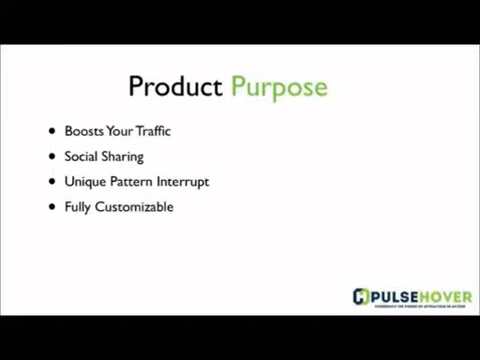 Product Purpose
• Boosts Your Traffic
• Social Sharing
• Unique Pattern Interrupt
• Fully Customizable
PULSEHOVER